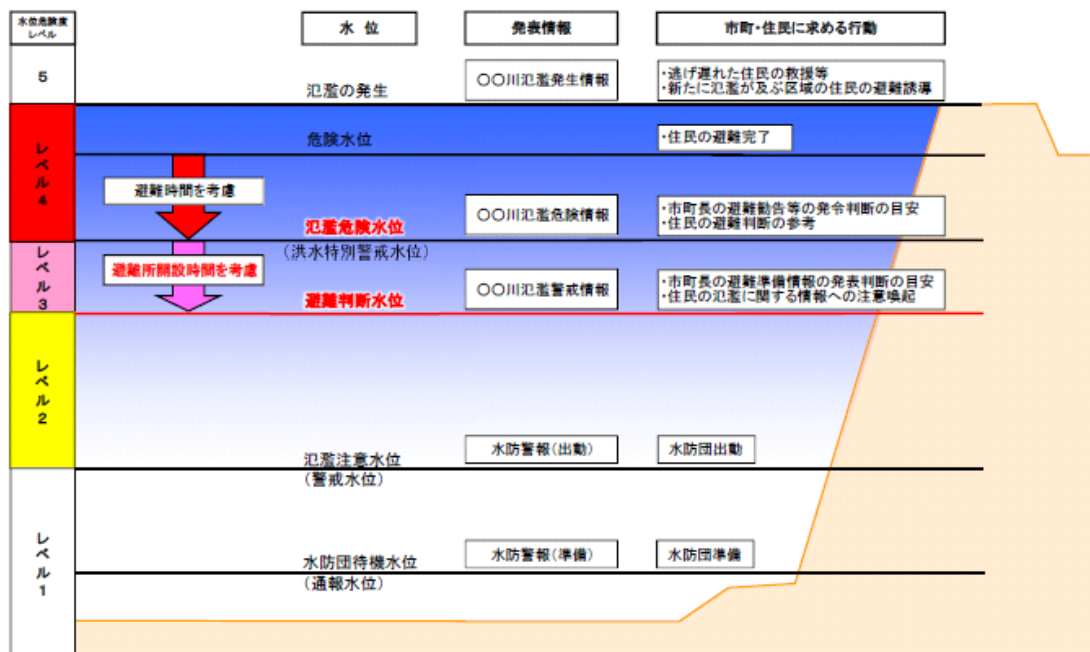 水位危険度
レベル
水 位
発表情報
市町・住民に求める行動
5
氾濫の発生
〇〇川氾濫発生情報
・逃げ遅れた住民の救援等
・新たに氾濫が及ぶ区域の住民の避難誘導
レベル4
危険水位
・住民の避難完了
避難時間を考慮
氾濫危険水位
(洪水特別警戒水位)
〇〇川氾濫危険情報
・市町長の避難勧告等の発令判断の目安
・住民の避難判断の参考
レベル3
避難所開設時間を考慮
避難判断水位
〇〇川氾濫警戒情報
・市町長の避難準備情報の発表判断の目安
・住民の氾濫に関する情報への注意喚起
レベル2
氾濫注意水位
(警戒水位)
水防警報(出動)
水防団出動
レベル1
水防団待機水位
(通報水位)
水防警報(準備)
水防団準備